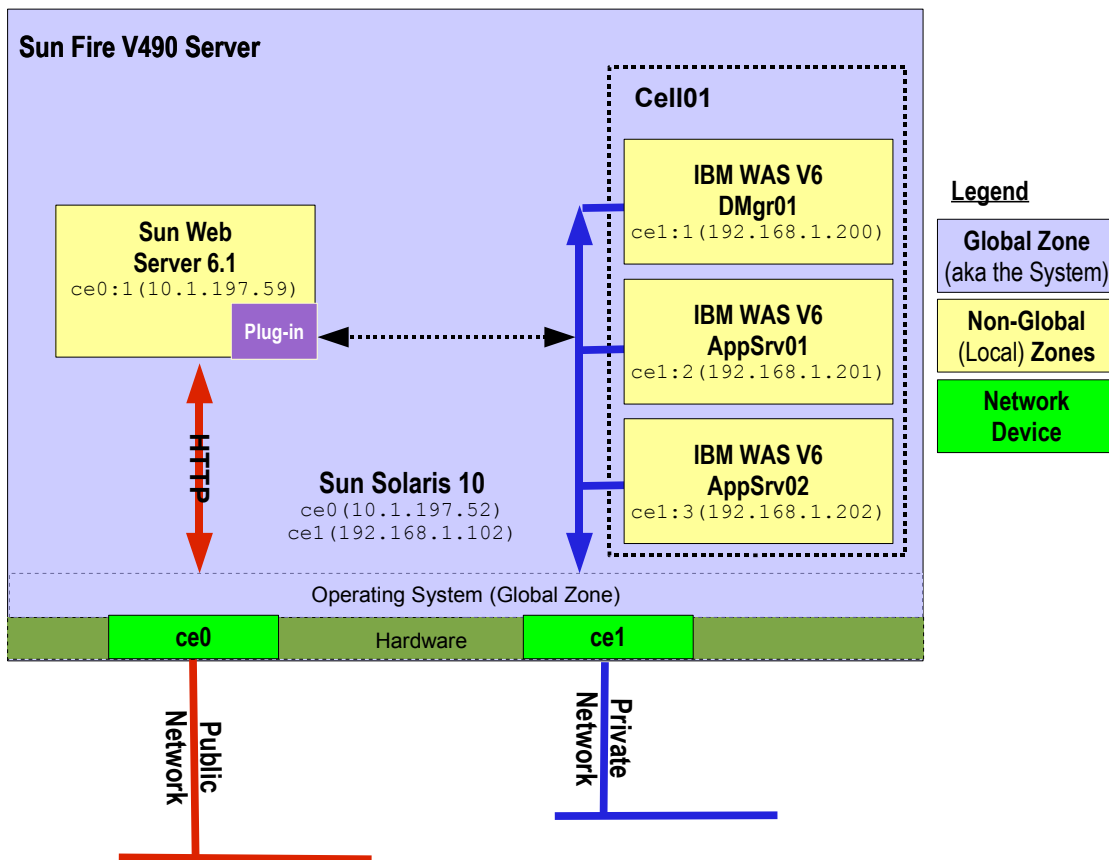 Sun Fire V490 Server
Cell01
IBM WAS V6
DMgr01
ce1:1(192.168.1.200)
Sun Web
Server 6.1
ce0:1(10.1.197.59)
Plug-in
IBM WAS V6
AppSrv01
ce1:2(192.168.1.201)
IBM WAS V6
AppSrv02
ce1:3(192.168.1.202)
HTTP
Sun Solaris 10
ce0(10.1.197.52)
ce1(192.168.1.102)
Operating System (Global Zone)
ce0
Hardware
ce1
Public
Network
Private
Network
Legend
Global Zone
(aka the System)
Non-Global
(Local) Zones
Network
Device